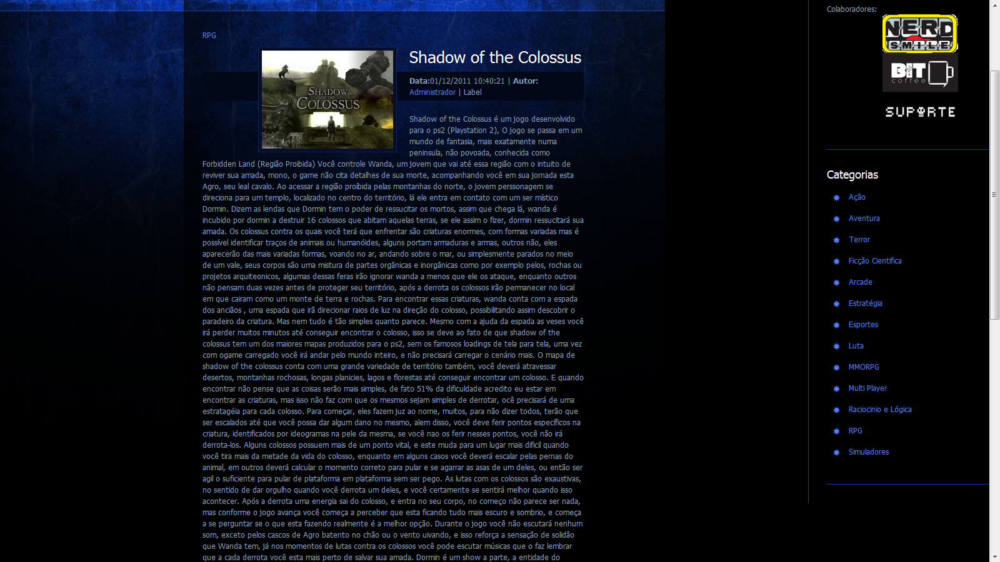 RPG
SHADOW
OF THE
COLOSSUS
Shadow of the Colossus
Data:01/12/2011 10:40:21 | Autor:
Administrador | Label
Shadow of the Colossus é um jogo desenvolvido
para o ps2 (Playstation 2), O jogo se passa em um
mundo de fantasia, mais exatamente numa
peninsula, não povoada, conhecida como
Forbidden Land (Região Proibida) Você controle Wanda, um jovem que vai até essa região com o intuito de
reviver sua amada, mono, o game não cita detalhes de sua morte, acompanhando você em sua jornada esta
Agro, seu leal cavalo. Ao acessar a região proíbida pelas montanhas do norte, o jovem perssonagem se
direciona para um templo, localizado no centro do território, lá ele entra em contato com um ser místico
Dormin. Dizem as lendas que Dormin tem o poder de ressucitar os mortos, assim que chega lá, wanda é
incubido por dormin a destruir 16 colossos que abitam aquelas terras, se ele assim o fizer, dormin ressucitará sua
amada. Os colossus contra os quais você terá que enfrentar são criaturas enormes, com formas variadas mas é
possível identificar traços de animais ou humanóides, alguns portam armaduras e armas, outros não, eles
aparecerão das mais variadas formas, voando no ar, andando sobre o mar, ou simplesmente parados no meio
de um vale, seus corpos são uma mistura de partes orgânicas e inorgânicas como por exemplo pelos, rochas ou
projetos arquiteonicos, algumas dessas feras irão ignorar wanda a menos que ele os ataque, enquanto outros
não pensam duas vezes antes de proteger seu território, após a derrota os colossos irão permanecer no local
em que cairam como um monte de terra e rochas. Para encontrar essas criaturas, wanda conta com a espada
dos anciãos , uma espada que irã direcionar raios de luz na direção do colosso, possibilitando assim descobrir o
paradeiro da criatura. Mas nem tudo é tão simples quanto parece. Mesmo com a ajuda da espada as veses você
irá perder muitos minutos até conseguir encontrar o colosso, isso se deve ao fato de que shadow of the
colossus tem um dos maiores mapas produzidos para o ps2, sem os famosos loadings de tela para tela, uma vez
com ogame carregado você irá andar pelo mundo inteiro, e não precisará carregar o cenário mais. O mapa de
shadow of the colossus conta com uma grande variedade de território também, você deverá atravessar
desertos, montanhas rochosas, longas planicies, lagos e florestas até conseguir encontrar um colosso. E quando
encontrar não pense que as coisas serão mais simples, de fato 51% da dificuldade acredito eu estar em
encontrar as criaturas, mas isso não faz com que os mesmos sejam simples de derrotar, ocê precisará de uma
estratagéia para cada colosso. Para começar, eles fazem juz ao nome, muitos, para não dizer todos, terão que
ser escalados até que você possa dar algum dano no mesmo, alem disso, você deve ferir pontos específicos na
criatura, identificados por ideogramas na pele da mesma, se você nao os ferir nesses pontos, você não irá
derrota-los. Alguns colossos possuem mais de um ponto vital, e este muda para um lugar mais dificil quando
você tira mais da metade da vida do colosso, enquanto em alguns casos você deverá escalar pelas pernas do
animal, em outros deverá calcular o momento correto para pular e se agarrar as asas de um deles, ou então ser
agil o suficiente para pular de plataforma em plataforma sem ser pego. As lutas com os colossos são exaustivas,
no sentido de dar orgulho quando você derrota um deles, e você certamente se sentirá melhor quando isso
acontecer. Após a derrota uma energia sai do colosso, e entra no seu corpo, no começo não parece ser nada,
mas conforme o jogo avança você começa a perceber que esta ficando tudo mais escuro e sombrio, e começa
a se perguntar se o que esta fazendo realmente é a melhor opção. Durante o jogo você não escutará nenhum
som, exceto pelos cascos de Agro batento no chão ou o vento uivando, e isso reforça a sensação de solidão
que Wanda tem, já nos momentos de lutas contra os colossos você pode escutar músicas que o faz lembrar
que a cada derrota você esta mais perto de salvar sua amada. Dormin é um show a parte, a entidade do
Colaboradores:
NERD
SMILE
BIT
coffee
SUPORTE
Categorias
Ação
Aventura
Terror
Ficção Cientifica
Arcade
Estratégia
Esportes
Luta
MMORPG
Multi Player
Raciocinio e Lógica
RPG
Simuladores